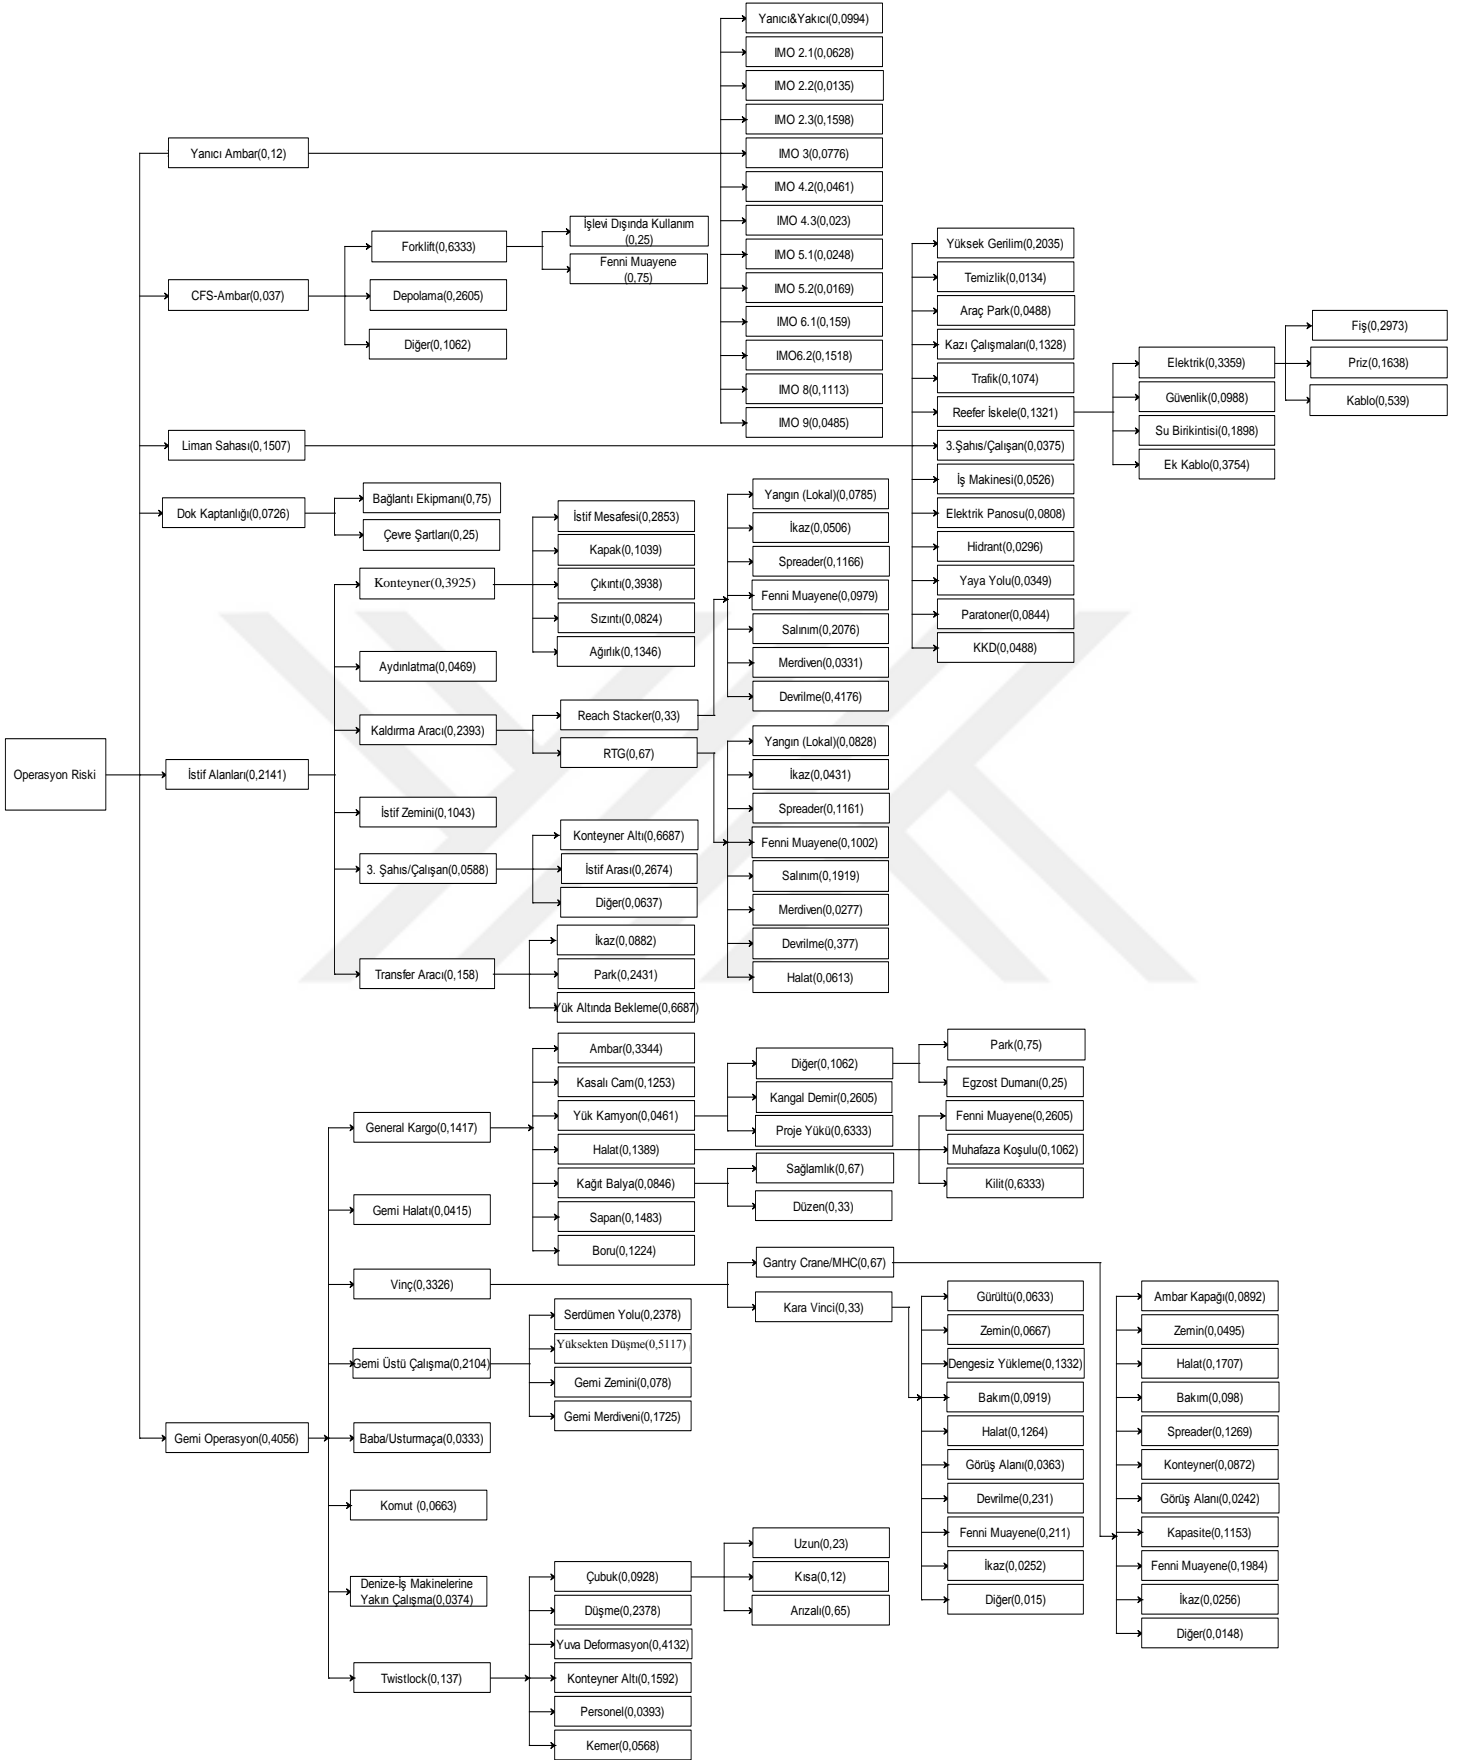 Operasyon Riski
Yanıcı Ambar(0,12)
Yanıcı&Yakıcı(0,0994)
IMO 2.1(0,0628)
IMO 2.2(0,0135)
IMO 2.3(0,1598)
IMO 3(0,0776)
IMO 4.2(0,0461)
IMO 4.3(0,023)
IMO 5.1(0,0248)
IMO 5.2(0,0169)
IMO 6.1(0,159)
IMO6.2(0,1518)
IMO 8(0,1113)
IMO 9(0,0485)
CFS-Ambar(0,037)
Forklift(0,6333)
İşlevi Dışında Kullanım
(0,25)
Fenni Muayene
(0,75)
Depolama(0,2605)
Diğer(0,1062)
Liman Sahası(0,1507)
Yüksek Gerilim(0,2035)
Temizlik(0,0134)
Araç Park(0,0488)
Kazı Çalışmaları(0,1328)
Trafik(0,1074)
Reefer İskele(0,1321)
Elektrik(0,3359)
Fiş(0,2973)
Priz(0,1638)
Kablo(0,539)
Güvenlik(0,0988)
Su Birikintisi(0,1898)
Ek Kablo(0,3754)
3.Şahıs/Çalışan(0,0375)
İş Makinesi(0,0526)
Elektrik Panosu(0,0808)
Hidrant(0,0296)
Yaya Yolu(0,0349)
Paratoner(0,0844)
KKD(0,0488)
Dok Kaptanlığı(0,0726)
Bağlantı Ekipmanı(0,75)
Çevre Şartları(0,25)
İstif Alanları(0,2141)
Konteyner(0,3925)
İstif Mesafesi(0,2853)
Kapak(0,1039)
Çıkıntı(0,3938)
Sızıntı(0,0824)
Ağırlık(0,1346)
Aydınlatma(0,0469)
Kaldırma Aracı(0,2393)
Reach Stacker(0,33)
Yangın (Lokal)(0,0785)
İkaz(0,0506)
Spreader(0,1166)
Fenni Muayene(0,0979)
Salınım(0,2076)
Merdiven(0,0331)
Devrilme(0,4176)
RTG(0,67)
Yangın (Lokal)(0,0828)
İkaz(0,0431)
Spreader(0,1161)
Fenni Muayene(0,1002)
Salınım(0,1919)
Merdiven(0,0277)
Devrilme(0,377)
Halat(0,0613)
İstif Zemini(0,1043)
3. Şahıs/Çalışan(0,0588)
Konteyner Altı(0,6687)
İstif Arası(0,2674)
Diğer(0,0637)
Transfer Aracı(0,158)
İkaz(0,0882)
Park(0,2431)
Yük Altında Bekleme(0,6687)
Gemi Operasyon(0,4056)
General Kargo(0,1417)
Ambar(0,3344)
Kasalı Cam(0,1253)
Yük Kamyon(0,0461)
Diğer(0,1062)
Park(0,75)
Egzost Dumanı(0,25)
Kangal Demir(0,2605)
Proje Yükü(0,6333)
Halat(0,1389)
Fenni Muayene(0,2605)
Muhafaza Koşulu(0,1062)
Kilit(0,6333)
Kağıt Balya(0,0846)
Sağlamlık(0,67)
Düzen(0,33)
Sapan(0,1483)
Boru(0,1224)
Gemi Halatı(0,0415)
Vinç(0,3326)
Gantry Crane/MHC(0,67)
Ambar Kapağı(0,0892)
Zemin(0,0495)
Halat(0,1707)
Bakım(0,098)
Spreader(0,1269)
Konteyner(0,0872)
Görüş Alanı(0,0242)
Kapasite(0,1153)
Fenni Muayene(0,1984)
İkaz(0,0256)
Diğer(0,0148)
Kara Vinci(0,33)
Gürültü(0,0633)
Zemin(0,0667)
Dengesiz Yükleme(0,1332)
Bakım(0,0919)
Halat(0,1264)
Görüş Alanı(0,0363)
Devrilme(0,231)
Fenni Muayene(0,211)
İkaz(0,0252)
Diğer(0,015)
Gemi Üstü Çalışma(0,2104)
Serdümen Yolu(0,2378)
Yüksekten Düşme(0,5117)
Gemi Zemini(0,078)
Gemi Merdiveni(0,1725)
Baba/Usturmaça(0,0333)
Komut (0,0663)
Denize-İş Makinelerine
Yakın Çalışma(0,0374)
Twistlock(0,137)
Çubuk(0,0928)
Uzun(0,23)
Kısa(0,12)
Arızalı(0,65)
Düşme(0,2378)
Yuva Deformasyon(0,4132)
Konteyner Altı(0,1592)
Personel(0,0393)
Kemer(0,0568)